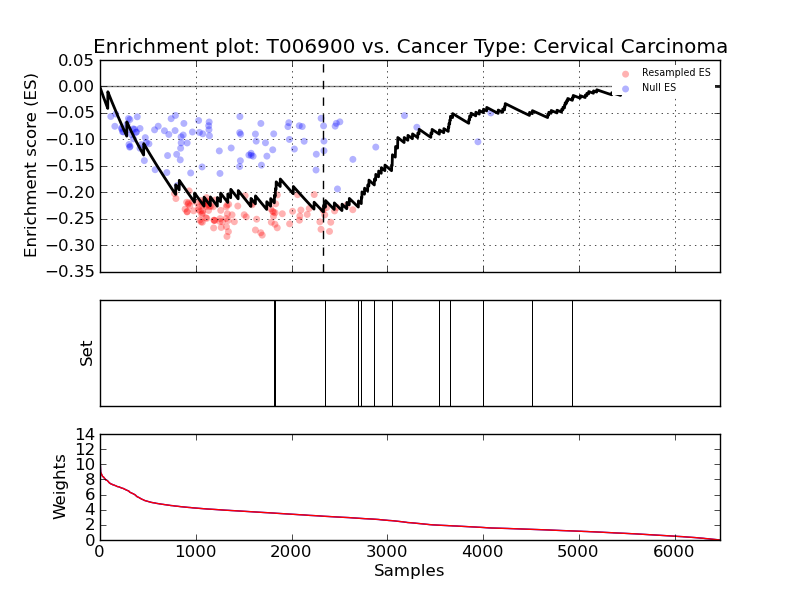 Enrichment plot: T006900 vs. Cancer Type: Cervical Carcinoma
Enrichment score (ES)
0.05
0.00
−0.05
−0.10
−0.15
−0.20
−0.25
−0.30
−0.35
Resampled ES
Null ES
Set
Weights
14
12
10
8
6
4
2
0
0 1000 2000 3000 4000 5000 6000
Samples